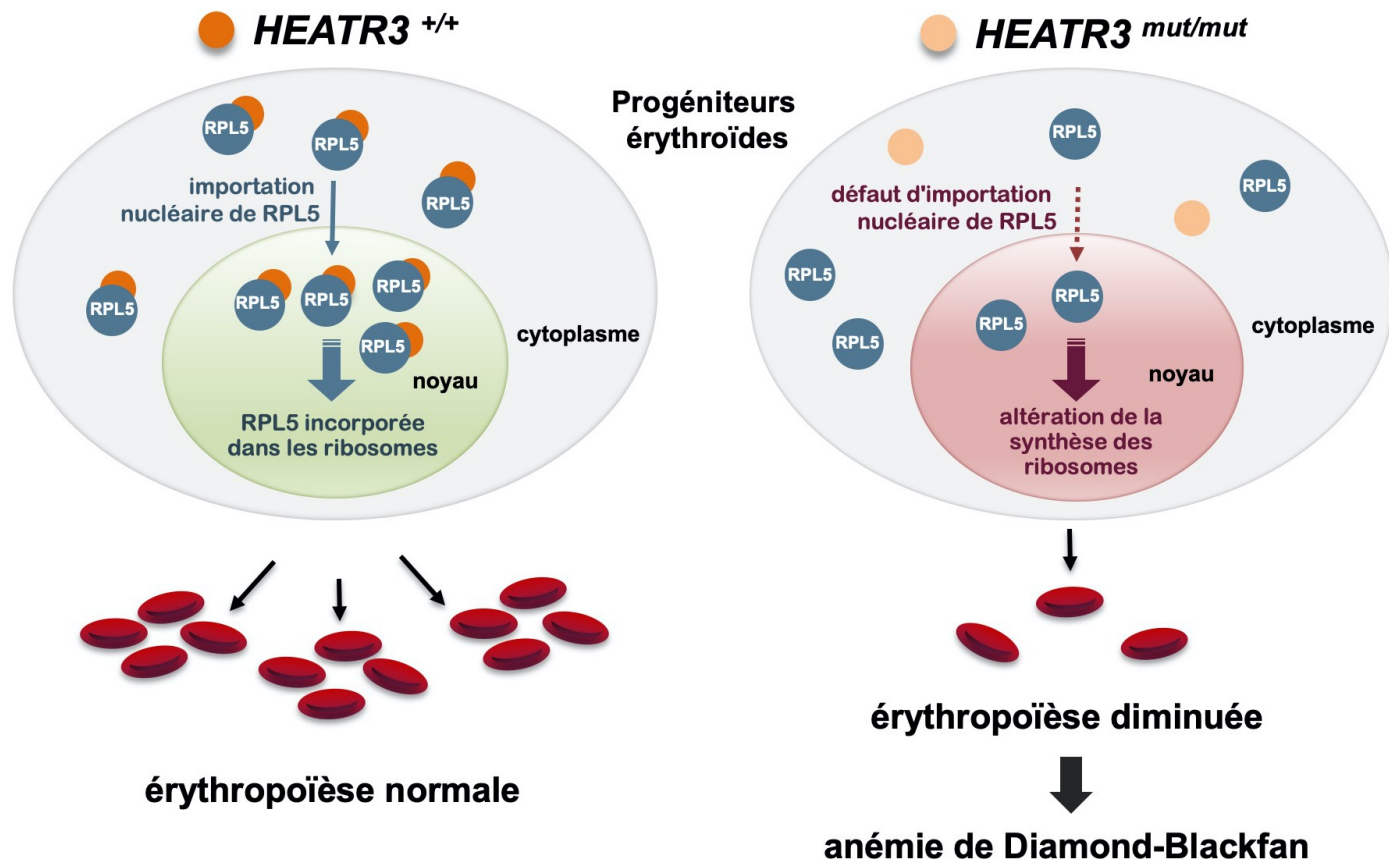 HEATR3 +/+
RPL5
RPL5
RPL5
importation
nucléaire de RPL5
RPL5
RPL5
RPL5
RPL5
RPL5
cytoplasme
noyau
RPL5 incorporée
dans les ribosomes
érythropoïèse normale
Progéniteurs
érythroïdes
HEATR3 mut/mut
RPL5
RPL5
défaut d'importation
nucléaire de RPL5
RPL5
RPL5
RPL5
RPL5
cytoplasme
noyau
altération de la
synthèse des
ribosomes
érythropoïèse diminuée
anémie de Diamond-Blackfan